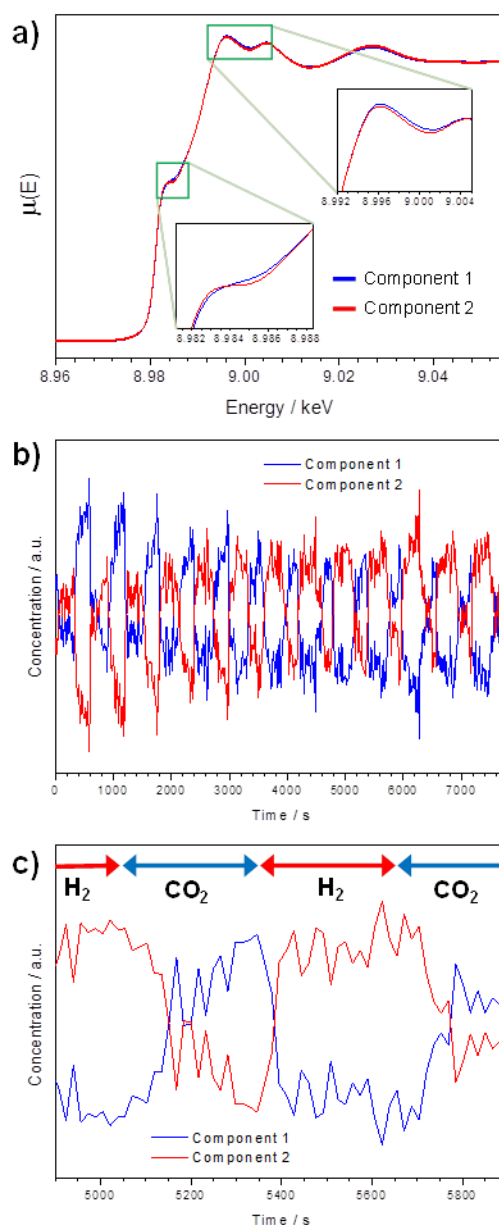 a)
μ(E)
8.992 8.996 9.000 9.004
8.982 8.984 8.986 8.988
Component 1
Component 2
8.96 8.98 9.00 9.02 9.04
Energy / keV
b)
Component 1
Component 2
Concentration / a.u.
0 1000 2000 3000 4000 5000 6000 7000
Time / s
c)
H₂ CO₂ H₂ CO₂
Concentration / a.u.
Component 1
Component 2
5000 5200 5400 5600 5800
Time / s